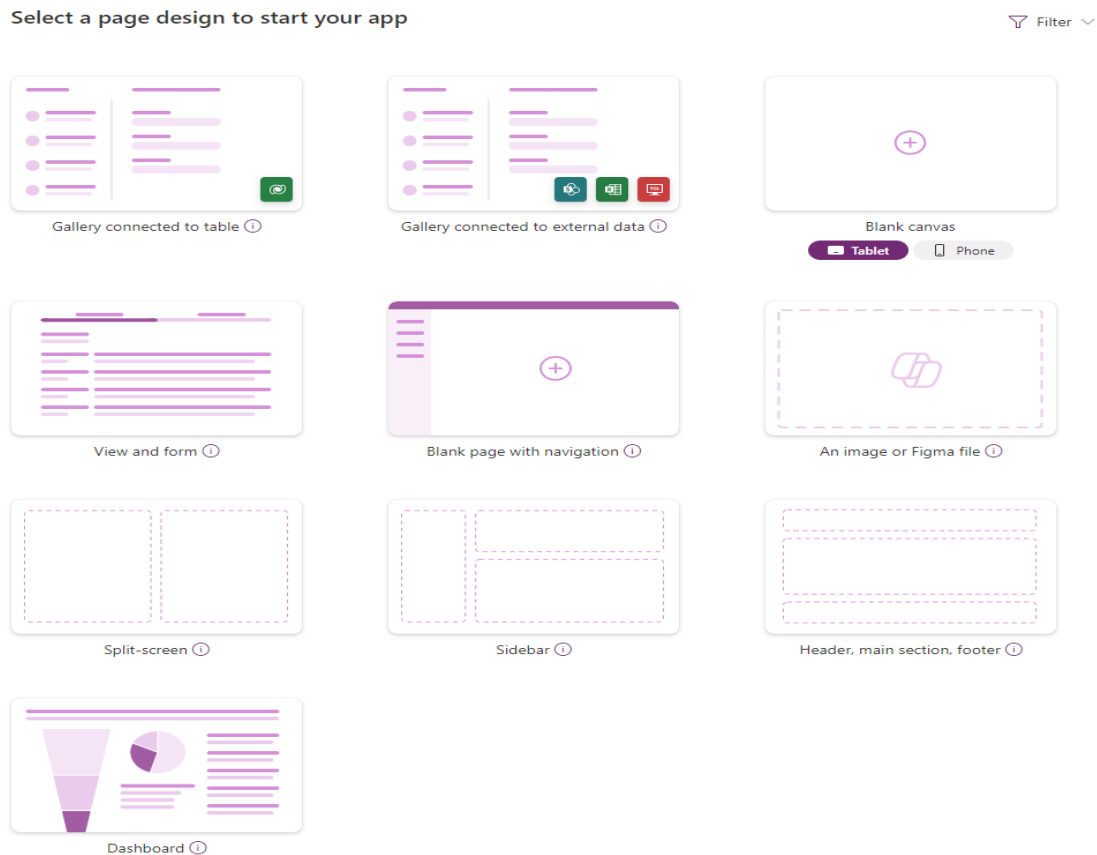 Select a page design to start your app
Filter
Gallery connected to table
Gallery connected to external data
Blank canvas
Tablet
Phone
View and form
Blank page with navigation
An image or Figma file
Split-screen
Sidebar
Header, main section, footer
Dashboard